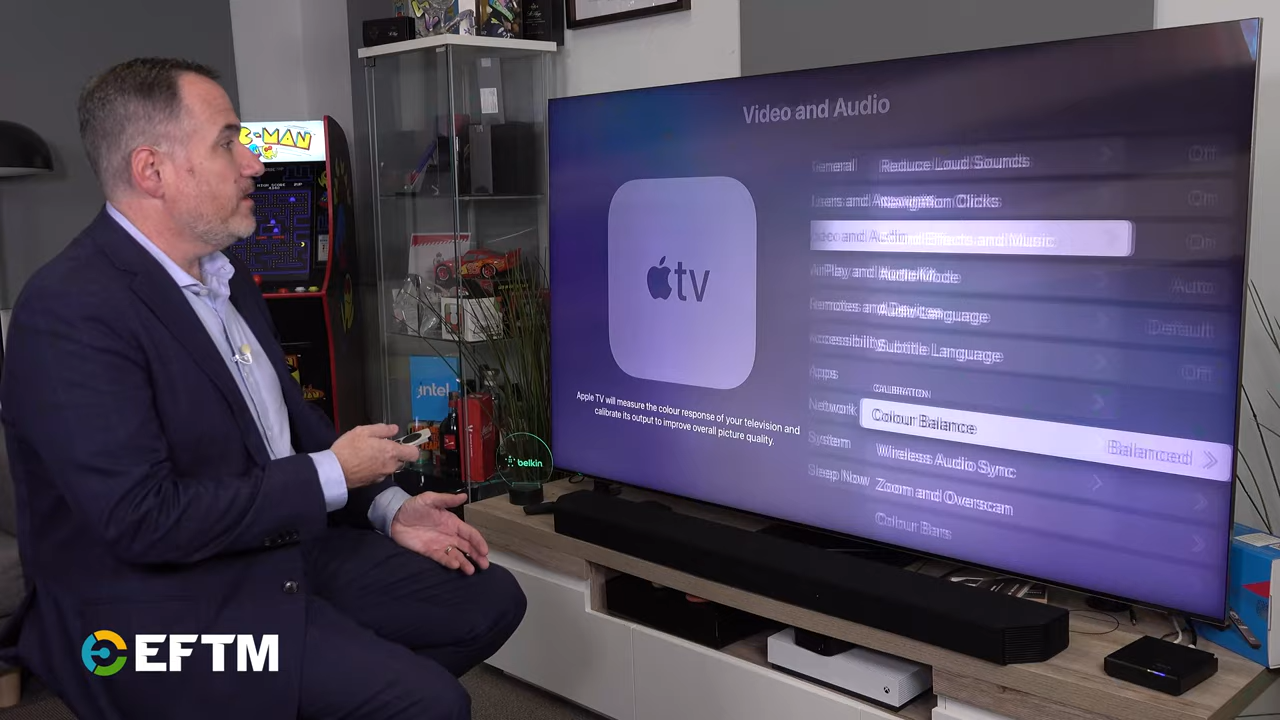 Video and Audio
General
Reduce Loud Sounds
Off
Navigation Clicks
On
Sound Effects and Music
On
AirPlay and
Audio Mode
Auto
Remotes and Devices
Audio Language
Default
Accessibility
Subtitle Language
Off
Apps
CALIBRATION
Network
Colour Balance
Balanced
System
Wireless Audio Sync
Sleep Now
Zoom and Overscan
Colour Bars
tv
Apple TV will measure the colour response of your television and
calibrate its output to improve overall picture quality.
C-MAN
intel
belkin
EFTM